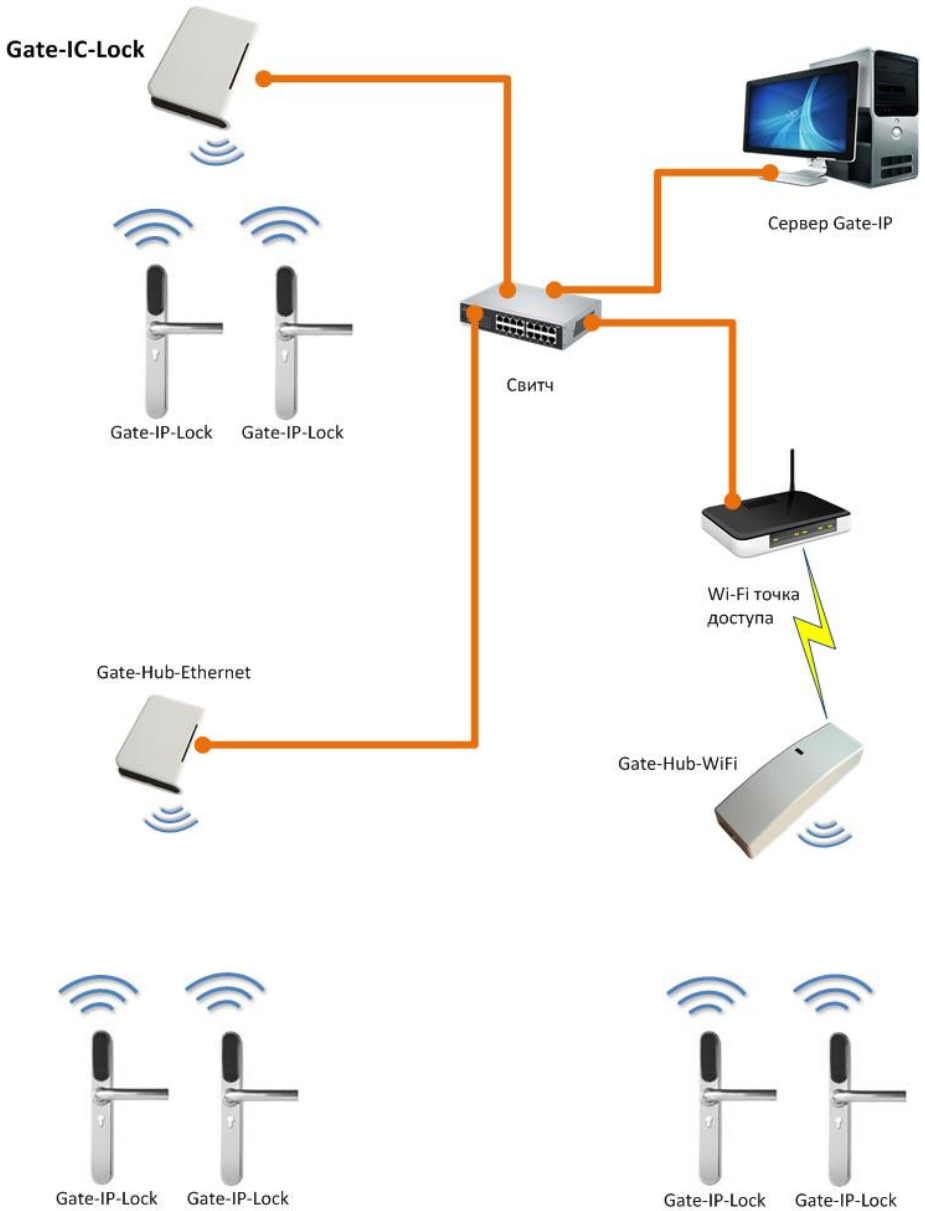 Gate-IC-Lock
Сервер Gate-IP
Свитч
Gate-IP-Lock
Gate-IP-Lock
Wi-Fi точка
доступа
Gate-Hub-Ethernet
Gate-Hub-WiFi
Gate-IP-Lock
Gate-IP-Lock
Gate-IP-Lock
Gate-IP-Lock